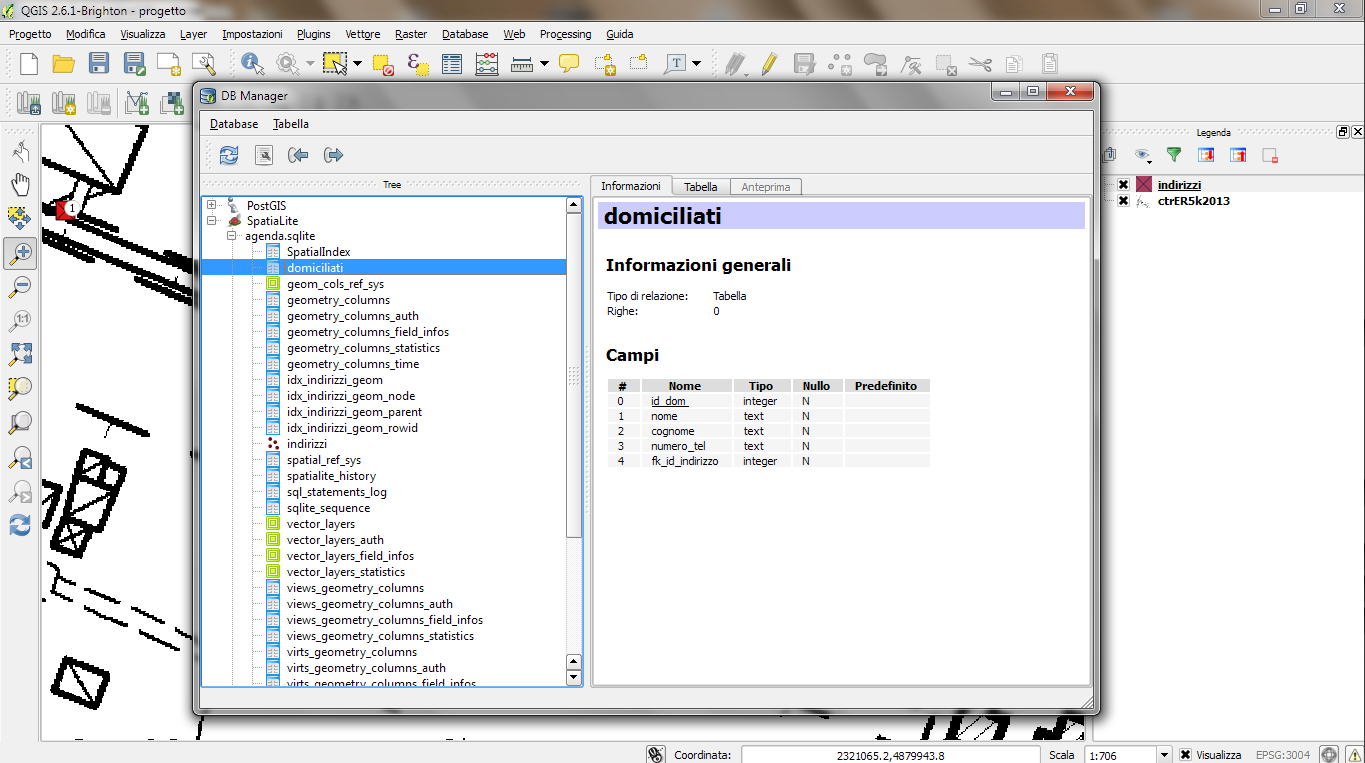 QGIS 2.6.1-Brighton - progetto
Progetto Modifica Visualizza Layer Impostazioni Plugins Vettore Raster Database Web Processing Guida
DB Manager
Database Tabella
Tree
PostGIS
SpatiaLite
agenda.sqlite
SpatialIndex
domiciliati
geom_cols_ref_sys
geometry_columns
geometry_columns_auth
geometry_columns_field_infos
geometry_columns_statistics
geometry_columns_time
idx_indirizzi_geom
idx_indirizzi_geom_node
idx_indirizzi_geom_parent
idx_indirizzi_geom_rowid
indirizzi
spatial_ref_sys
spatialite_history
sql_statements_log
sqlite_sequence
vector_layers
vector_layers_auth
vector_layers_field_infos
vector_layers_statistics
views_geometry_columns
views_geometry_columns_auth
views_geometry_columns_field_infos
views_geometry_columns_statistics
virts_geometry_columns
virts_geometry_columns_auth
virts_geometry_columns_field_infos
Informazioni Tabella Anteprima
domiciliati
Informazioni generali
Tipo di relazione: Tabella
Righe: 0
Campi
# Nome Tipo Nullo Predefinito
0 id_dom integer N
1 nome text N
2 cognome text N
3 numero_tel text N
4 fk_id_indirizzo integer N
Legenda
indirizzi
ctrER5k2013
1
1:1
T
Coordinata: 2321065.2,4879943.8 Scala 1:706 Visualizza EPSG:3004